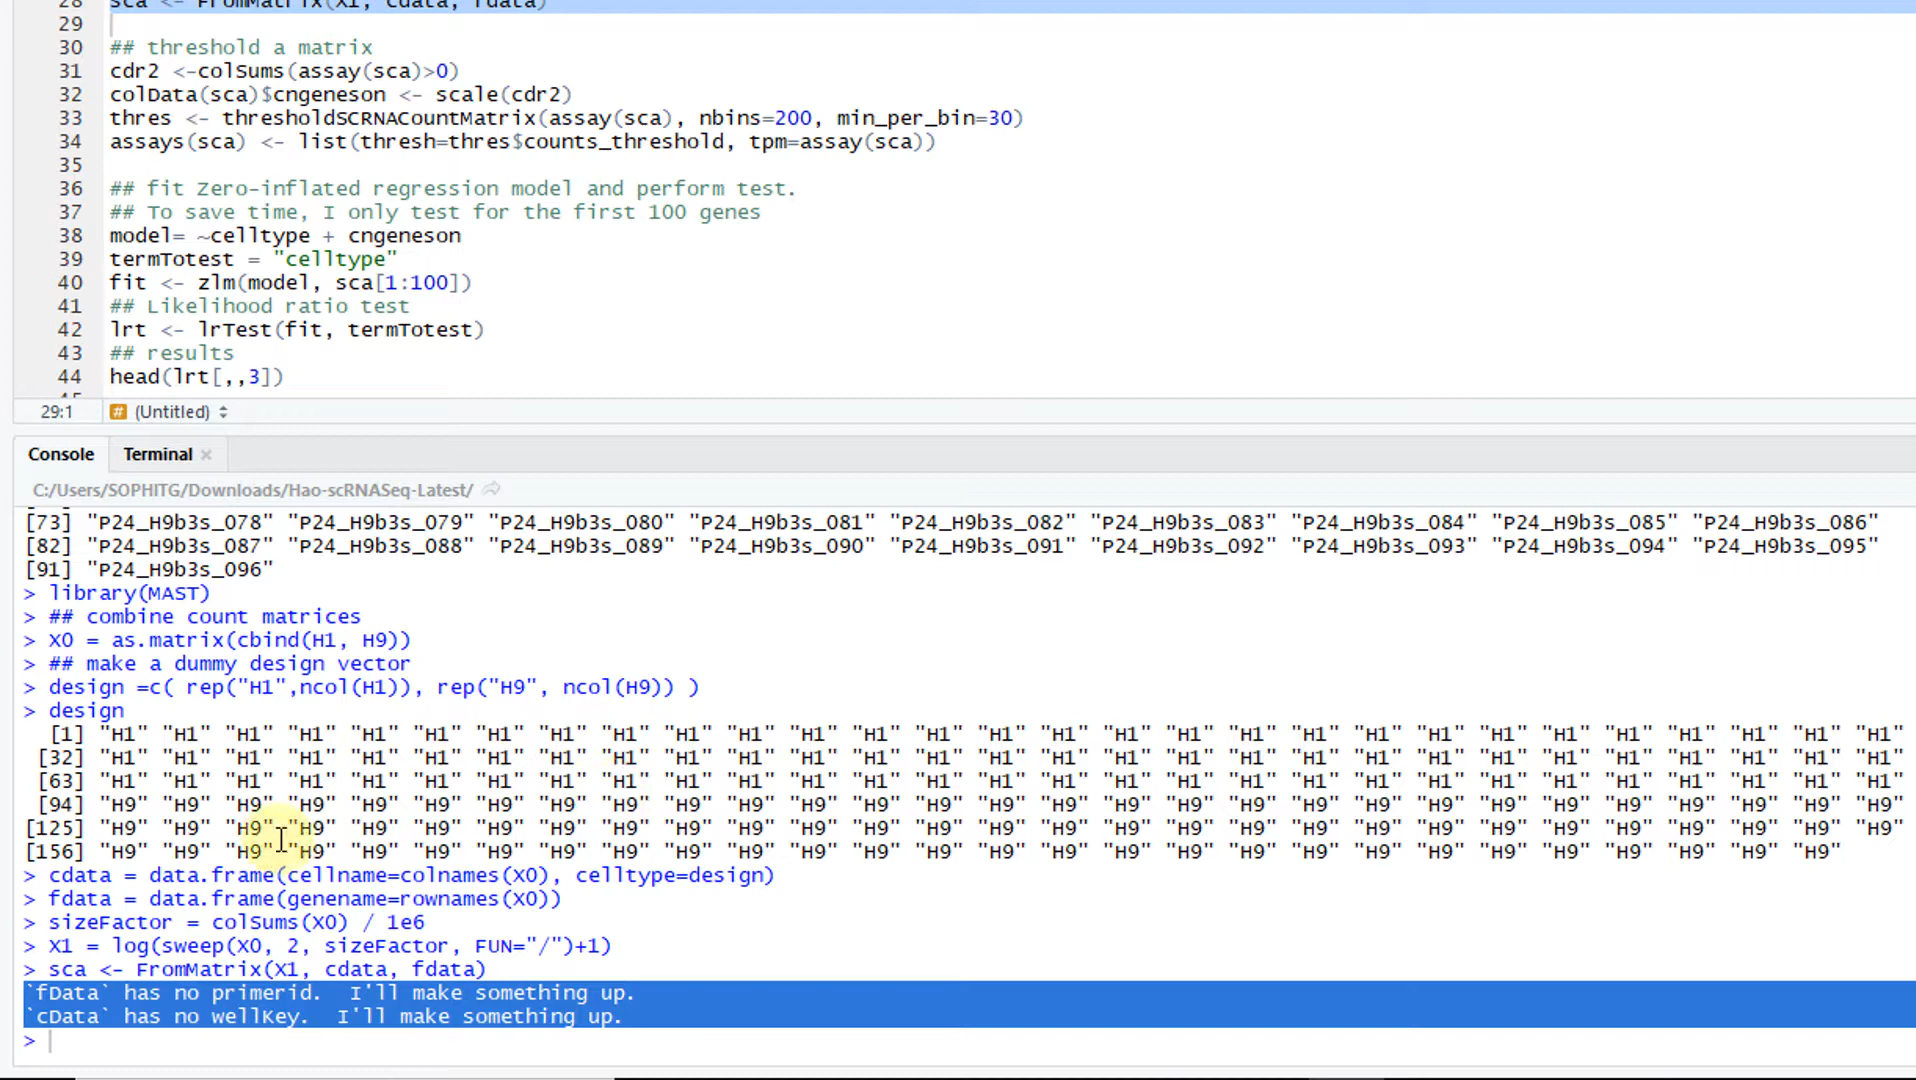 28 sca <- FromMatrix(X1, cdata, fdata)
29
30 ## threshold a matrix
31 cdr2 <-colSums(assay(sca)>0)
32 colData(sca)$cngeneson <- scale(cdr2)
33 thres <- thresholdSCRNACountMatrix(assay(sca), nbins=200, min_per_bin=30)
34 assays(sca) <- list(thresh=thres$counts_threshold, tpm=assay(sca))
35
36 ## fit Zero-inflated regression model and perform test.
37 ## To save time, I only test for the first 100 genes
38 model= ~celltype + cngeneson
39 termTotest = "celltype"
40 fit <- zlm(model, sca[1:100])
41 ## Likelihood ratio test
42 lrt <- lrTest(fit, termTotest)
43 ## results
44 head(lrt[,,3])
29:1 # (Untitled)
Console Terminal ×
C:/Users/SOPHITG/Downloads/Hao-scRNASeq-Latest/
[73] "P24_H9b3s_078" "P24_H9b3s_079" "P24_H9b3s_080" "P24_H9b3s_081" "P24_H9b3s_082" "P24_H9b3s_083" "P24_H9b3s_084" "P24_H9b3s_085" "P24_H9b3s_086"
[82] "P24_H9b3s_087" "P24_H9b3s_088" "P24_H9b3s_089" "P24_H9b3s_090" "P24_H9b3s_091" "P24_H9b3s_092" "P24_H9b3s_093" "P24_H9b3s_094" "P24_H9b3s_095"
[91] "P24_H9b3s_096"
> library(MAST)
> ## combine count matrices
> X0 = as.matrix(cbind(H1, H9))
> ## make a dummy design vector
> design =c( rep("H1",ncol(H1)), rep("H9", ncol(H9)) )
> design
[1] "H1" "H1" "H1" "H1" "H1" "H1" "H1" "H1" "H1" "H1" "H1" "H1" "H1" "H1" "H1" "H1" "H1" "H1" "H1" "H1" "H1" "H1" "H1" "H1" "H1" "H1" "H1" "H1" "H1"
[32] "H1" "H1" "H1" "H1" "H1" "H1" "H1" "H1" "H1" "H1" "H1" "H1" "H1" "H1" "H1" "H1" "H1" "H1" "H1" "H1" "H1" "H1" "H1" "H1" "H1" "H1" "H1" "H1" "H1"
[63] "H1" "H1" "H1" "H1" "H1" "H1" "H1" "H1" "H1" "H1" "H1" "H1" "H1" "H1" "H1" "H1" "H1" "H1" "H1" "H1" "H1" "H1" "H1" "H1" "H1" "H1" "H1" "H1" "H1"
[94] "H9" "H9" "H9" "H9" "H9" "H9" "H9" "H9" "H9" "H9" "H9" "H9" "H9" "H9" "H9" "H9" "H9" "H9" "H9" "H9" "H9" "H9" "H9" "H9" "H9" "H9" "H9" "H9" "H9"
[125] "H9" "H9" "H9" "H9" "H9" "H9" "H9" "H9" "H9" "H9" "H9" "H9" "H9" "H9" "H9" "H9" "H9" "H9" "H9" "H9" "H9" "H9" "H9" "H9" "H9" "H9" "H9" "H9" "H9"
[156] "H9" "H9" "H9" "H9" "H9" "H9" "H9" "H9" "H9" "H9" "H9" "H9" "H9" "H9" "H9" "H9" "H9" "H9" "H9" "H9" "H9" "H9" "H9" "H9" "H9" "H9" "H9" "H9"
> cdata = data.frame(cellname=colnames(X0), celltype=design)
> fdata = data.frame(genename=rownames(X0))
> sizeFactor = colSums(X0) / 1e6
> X1 = log(sweep(X0, 2, sizeFactor, FUN="/")+1)
> sca <- FromMatrix(X1, cdata, fdata)
`fData` has no primerid.  I'll make something up.
`cData` has no wellKey.  I'll make something up.
>